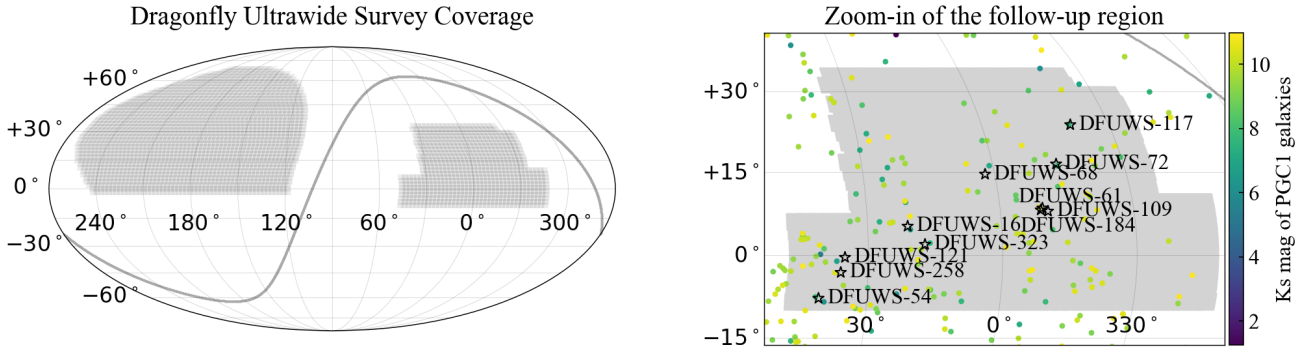 Dragonfly Ultrawide Survey Coverage
+60°
+30°
0°
−30°
−60°
240° 180° 120° 60° 0° 300°
Zoom-in of the follow-up region
+30°
+15°
0°
−15°
30° 0° 330°
DFUWS-117
DFUWS-72
DFUWS-68
DFUWS-61
DFUWS-109
DFUWS-16
DFUWS-184
DFUWS-323
DFUWS-121
DFUWS-258
DFUWS-54
10
8
6
4
2
Ks mag of PGC1 galaxies